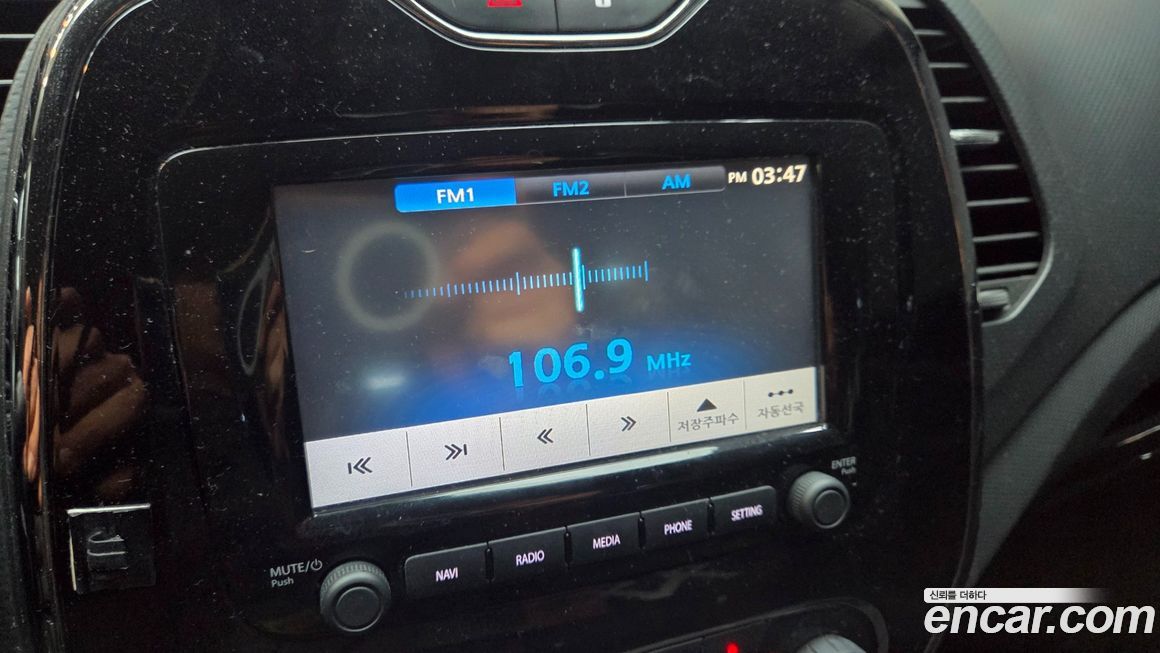 FM1 FM2 AM PM 03:47
106.9 MHz
저장주파수 자동선국
ENTER
Push
MUTE/
Push
NAVI RADIO MEDIA PHONE SETTING
신뢰를 더하다
encar.com